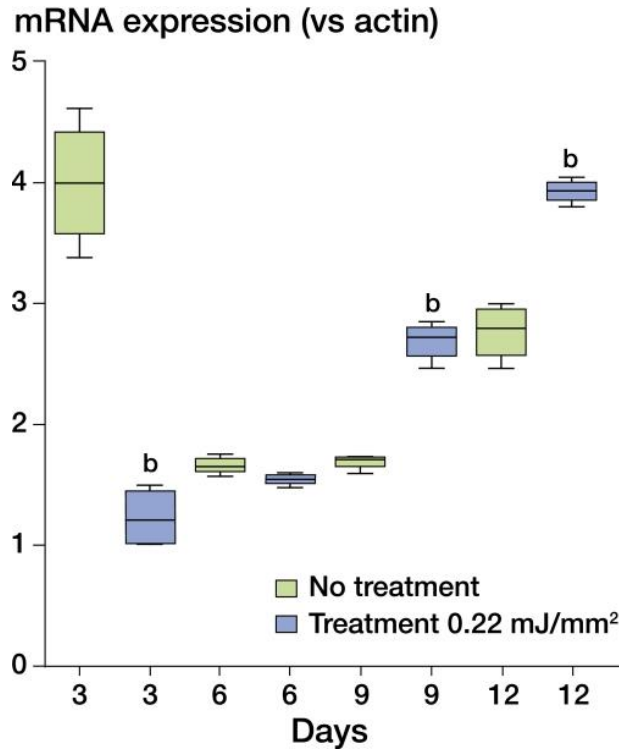 mRNA expression (vs actin)
5
4
3
2
1
0
b
b
b
No treatment
Treatment 0.22 mJ/mm²
3 3 6 6 9 9 12 12
Days